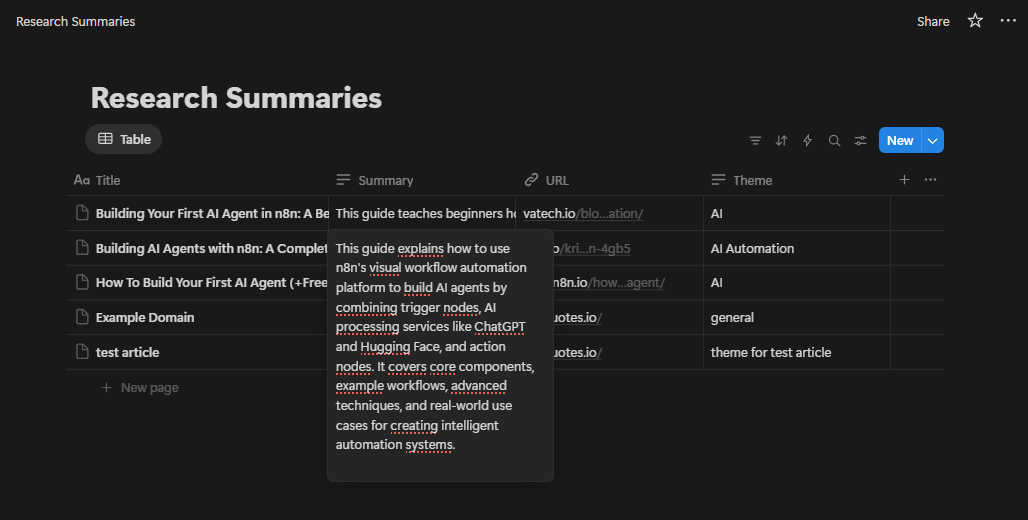 Research Summaries
Share
Research Summaries
Table
New
Aa Title
Summary
URL
Theme
Building Your First AI Agent in n8n: A Be
This guide teaches beginners ho
vatech.io/blo...ation/
AI
Building AI Agents with n8n: A Complet
o/kri...n-4gb5
AI Automation
How To Build Your First AI Agent (+Free
n8n.io/how...agent/
AI
Example Domain
uotes.io/
general
test article
uotes.io/
theme for test article
New page
This guide explains how to use
n8n's visual workflow automation
platform to build AI agents by
combining trigger nodes, AI
processing services like ChatGPT
and Hugging Face, and action
nodes. It covers core components,
example workflows, advanced
techniques, and real-world use
cases for creating intelligent
automation systems.